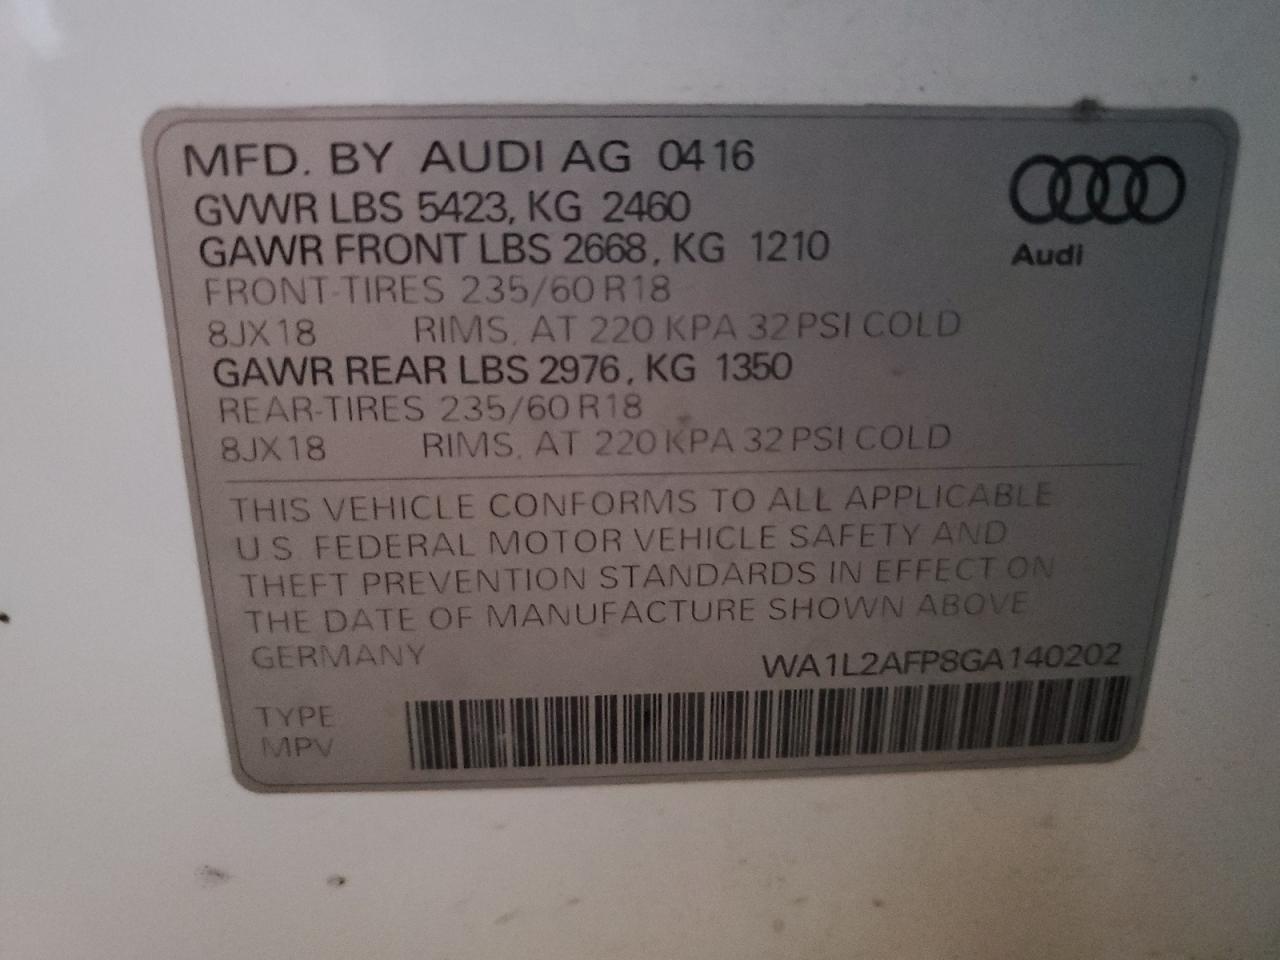 MFD. BY AUDI AG 04 16
GVWR LBS 5423, KG 2460
GAWR FRONT LBS 2668, KG 1210
FRONT-TIRES 235/60 R18
8JX18 RIMS, AT 220 KPA 32 PSI COLD
GAWR REAR LBS 2976, KG 1350
REAR-TIRES 235/60 R18
8JX18 RIMS, AT 220 KPA 32 PSI COLD
Audi
THIS VEHICLE CONFORMS TO ALL APPLICABLE
U.S. FEDERAL MOTOR VEHICLE SAFETY AND
THEFT PREVENTION STANDARDS IN EFFECT ON
THE DATE OF MANUFACTURE SHOWN ABOVE
GERMANY
WA1L2AFP8GA140202
TYPE
MPV